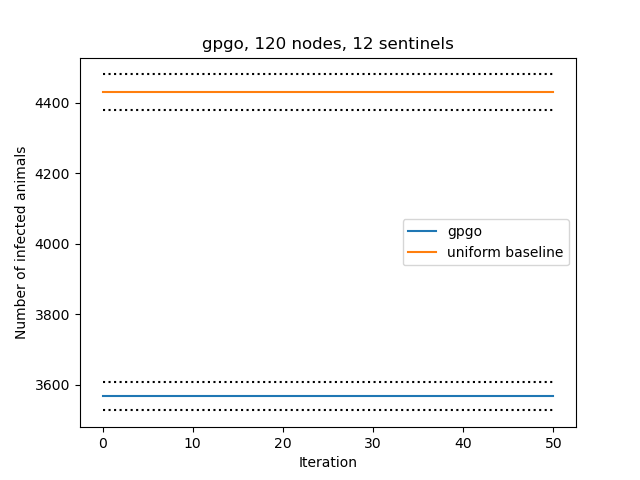 gpgo, 120 nodes, 12 sentinels
Number of infected animals
4400
4200
4000
3800
3600
gpgo
uniform baseline
0 10 20 30 40 50
Iteration